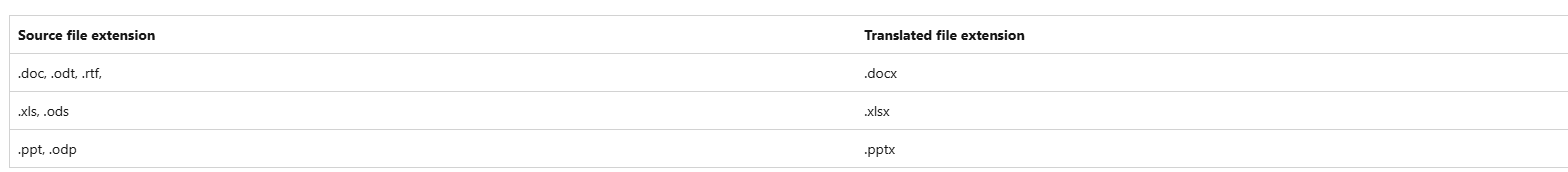 Source file extension Translated file extension
.doc, .odt, .rtf, .docx
.xls, .ods .xlsx
.ppt, .odp .pptx